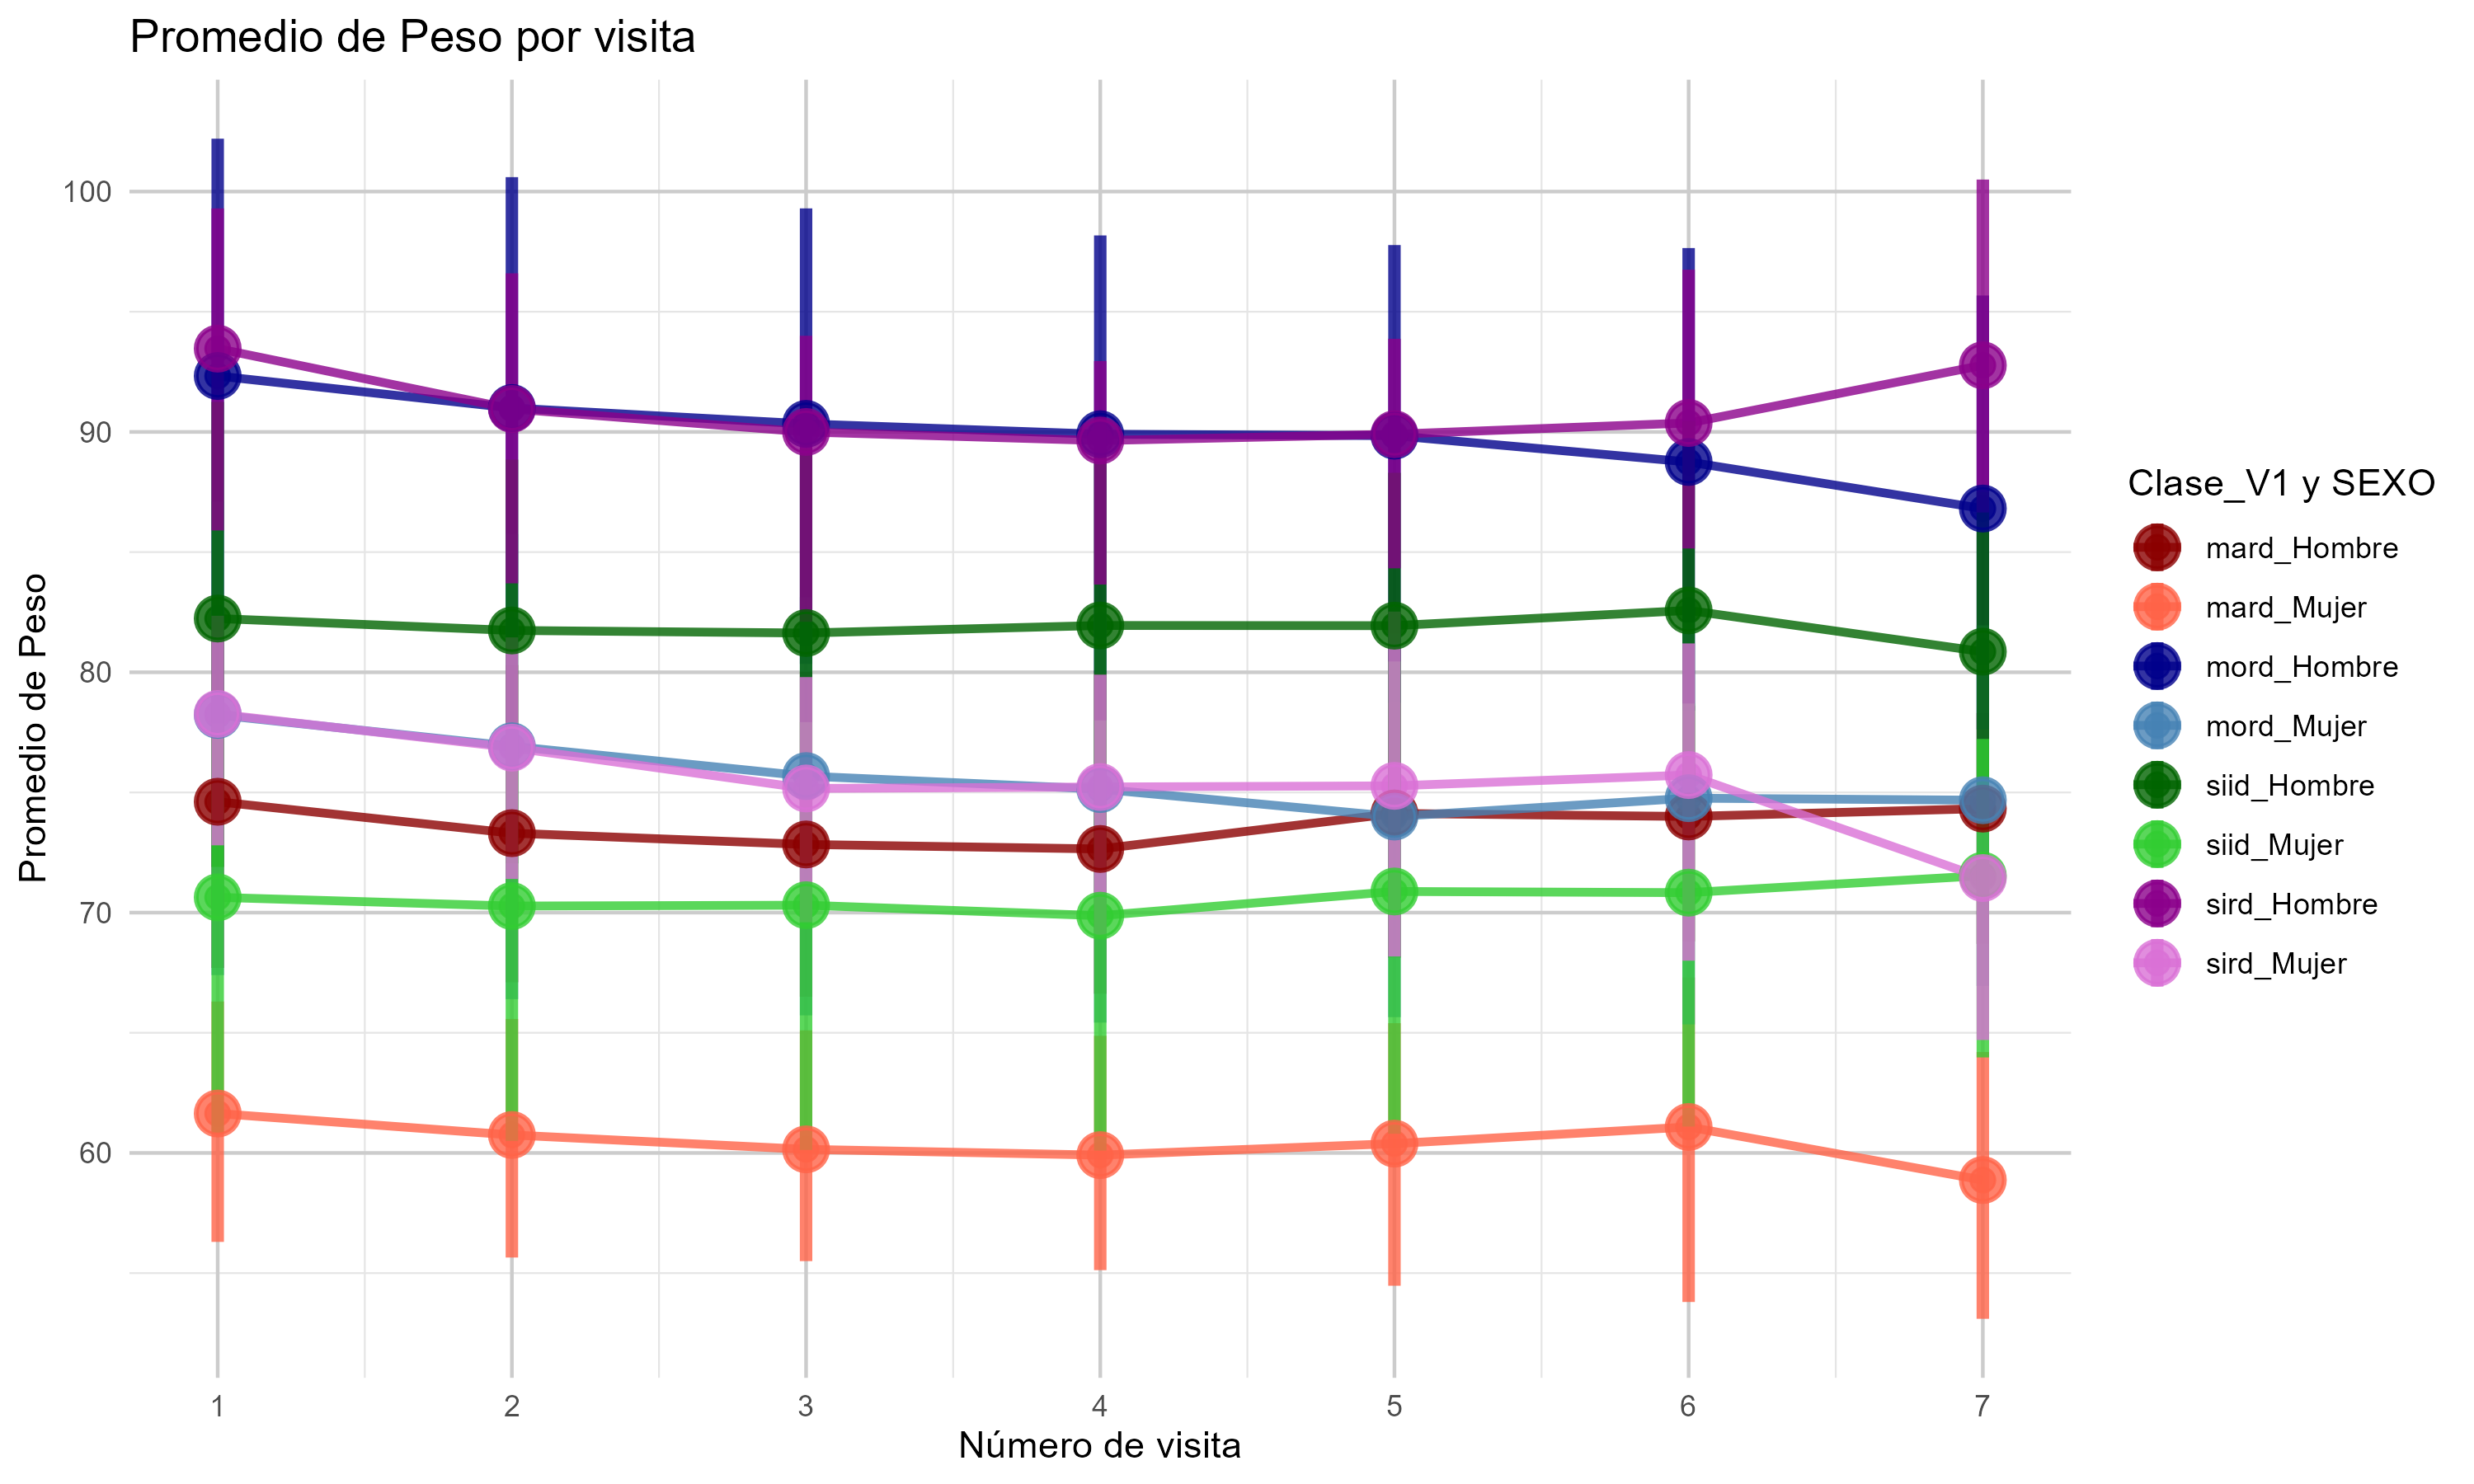 Promedio de Peso por visita
100
90
80
70
60
Promedio de Peso
1 2 3 4 5 6 7
Número de visita
Clase_V1 y SEXO
mard_Hombre
mard_Mujer
mord_Hombre
mord_Mujer
siid_Hombre
siid_Mujer
sird_Hombre
sird_Mujer